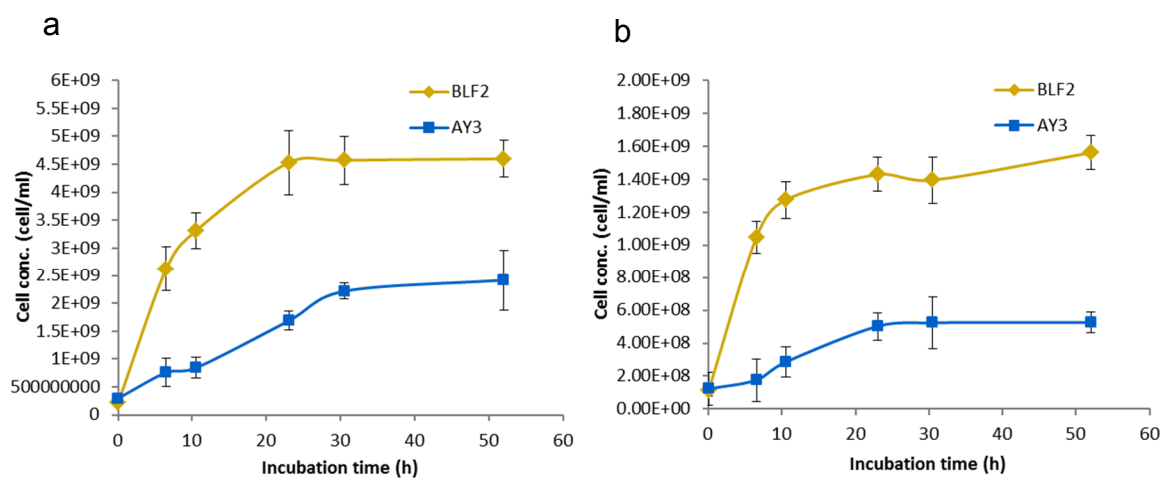 a
6E+09
5.5E+09
5E+09
4.5E+09
4E+09
3.5E+09
3E+09
2.5E+09
2E+09
1.5E+09
1E+09
500000000
0
Cell conc. (cell/ml)
0 10 20 30 40 50 60
Incubation time (h)
BLF2
AY3
b
2.00E+09
1.80E+09
1.60E+09
1.40E+09
1.20E+09
1.00E+09
8.00E+08
6.00E+08
4.00E+08
2.00E+08
0.00E+00
Cell conc. (cell/ml)
0 10 20 30 40 50 60
Incubation time (h)
BLF2
AY3